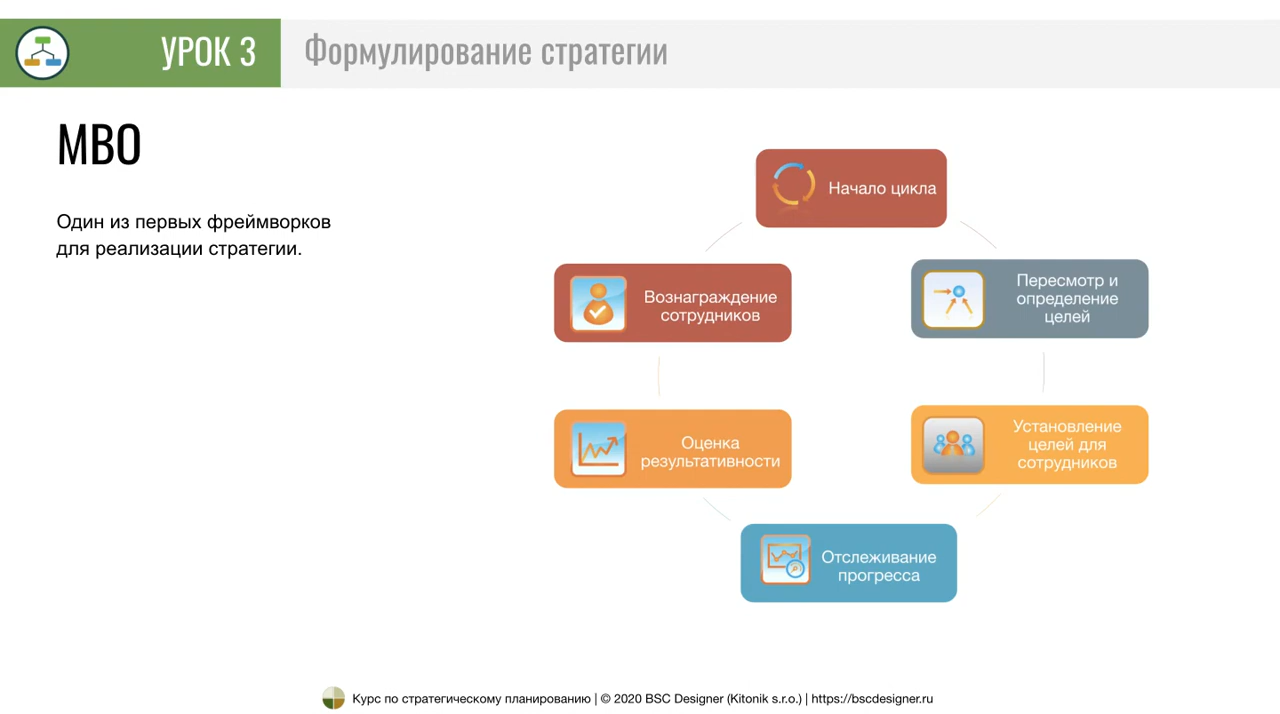 УРОК 3
Формулирование стратегии
МВО
Один из первых фреймворков
для реализации стратегии.
Начало цикла
Вознаграждение
сотрудников
Пересмотр и
определение
целей
Оценка
результативности
Установление
целей для
сотрудников
Отслеживание
прогресса
Курс по стратегическому планированию | © 2020 BSC Designer (Kitonik s.r.o.) | https://bscdesigner.ru